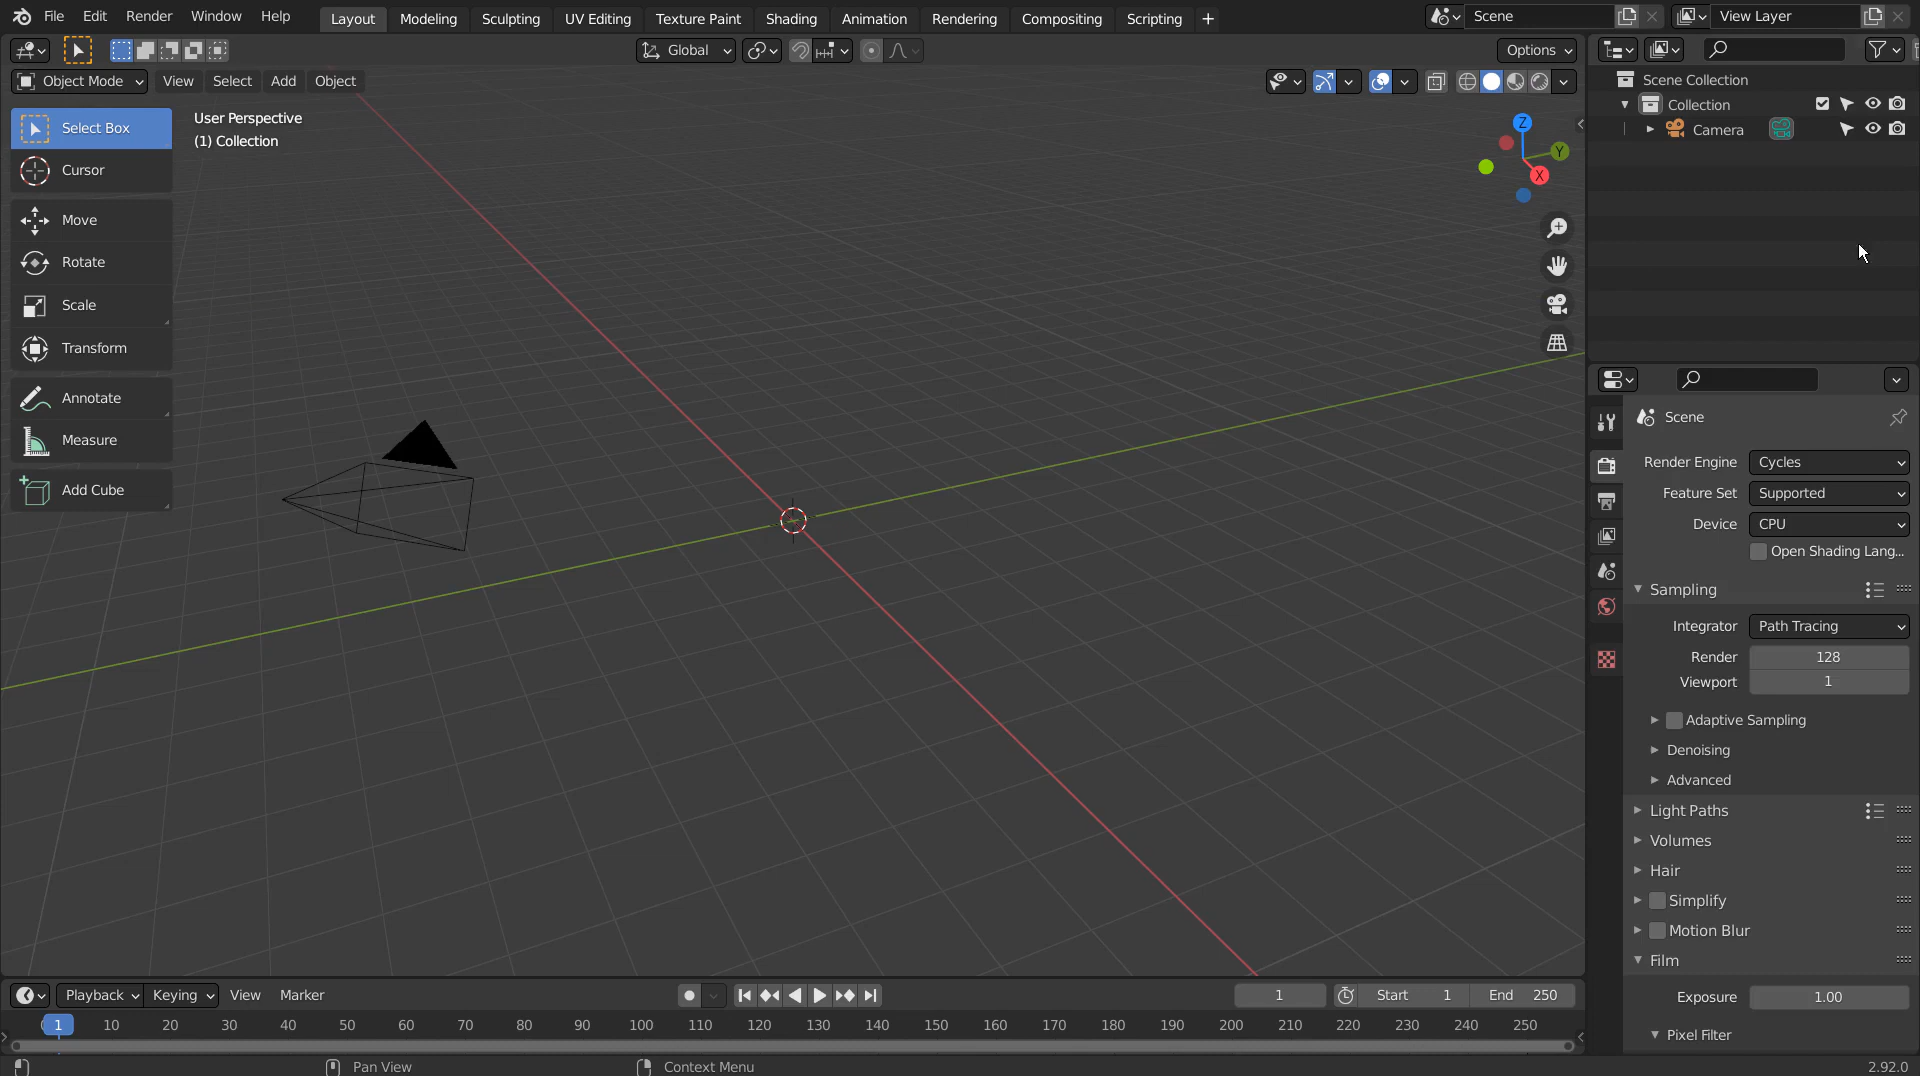 File Edit Render Window Help Layout Modeling Sculpting UV Editing Texture Paint Shading Animation Rendering Compositing Scripting + Scene View Layer
Global Options
Object Mode View Select Add Object
Scene Collection
Collection
Camera
User Perspective
(1) Collection
Z
Y
X
Select Box
Cursor
Move
Rotate
Scale
Transform
Annotate
Measure
Add Cube
Scene
Render Engine Cycles
Feature Set Supported
Device CPU
Open Shading Lang...
Sampling
Integrator Path Tracing
Render 128
Viewport 1
Adaptive Sampling
Denoising
Advanced
Light Paths
Volumes
Hair
Simplify
Motion Blur
Film
Exposure 1.00
Pixel Filter
Playback Keying View Marker 1 Start 1 End 250
1 10 20 30 40 50 60 70 80 90 100 110 120 130 140 150 160 170 180 190 200 210 220 230 240 250
Pan View Context Menu 2.92.0